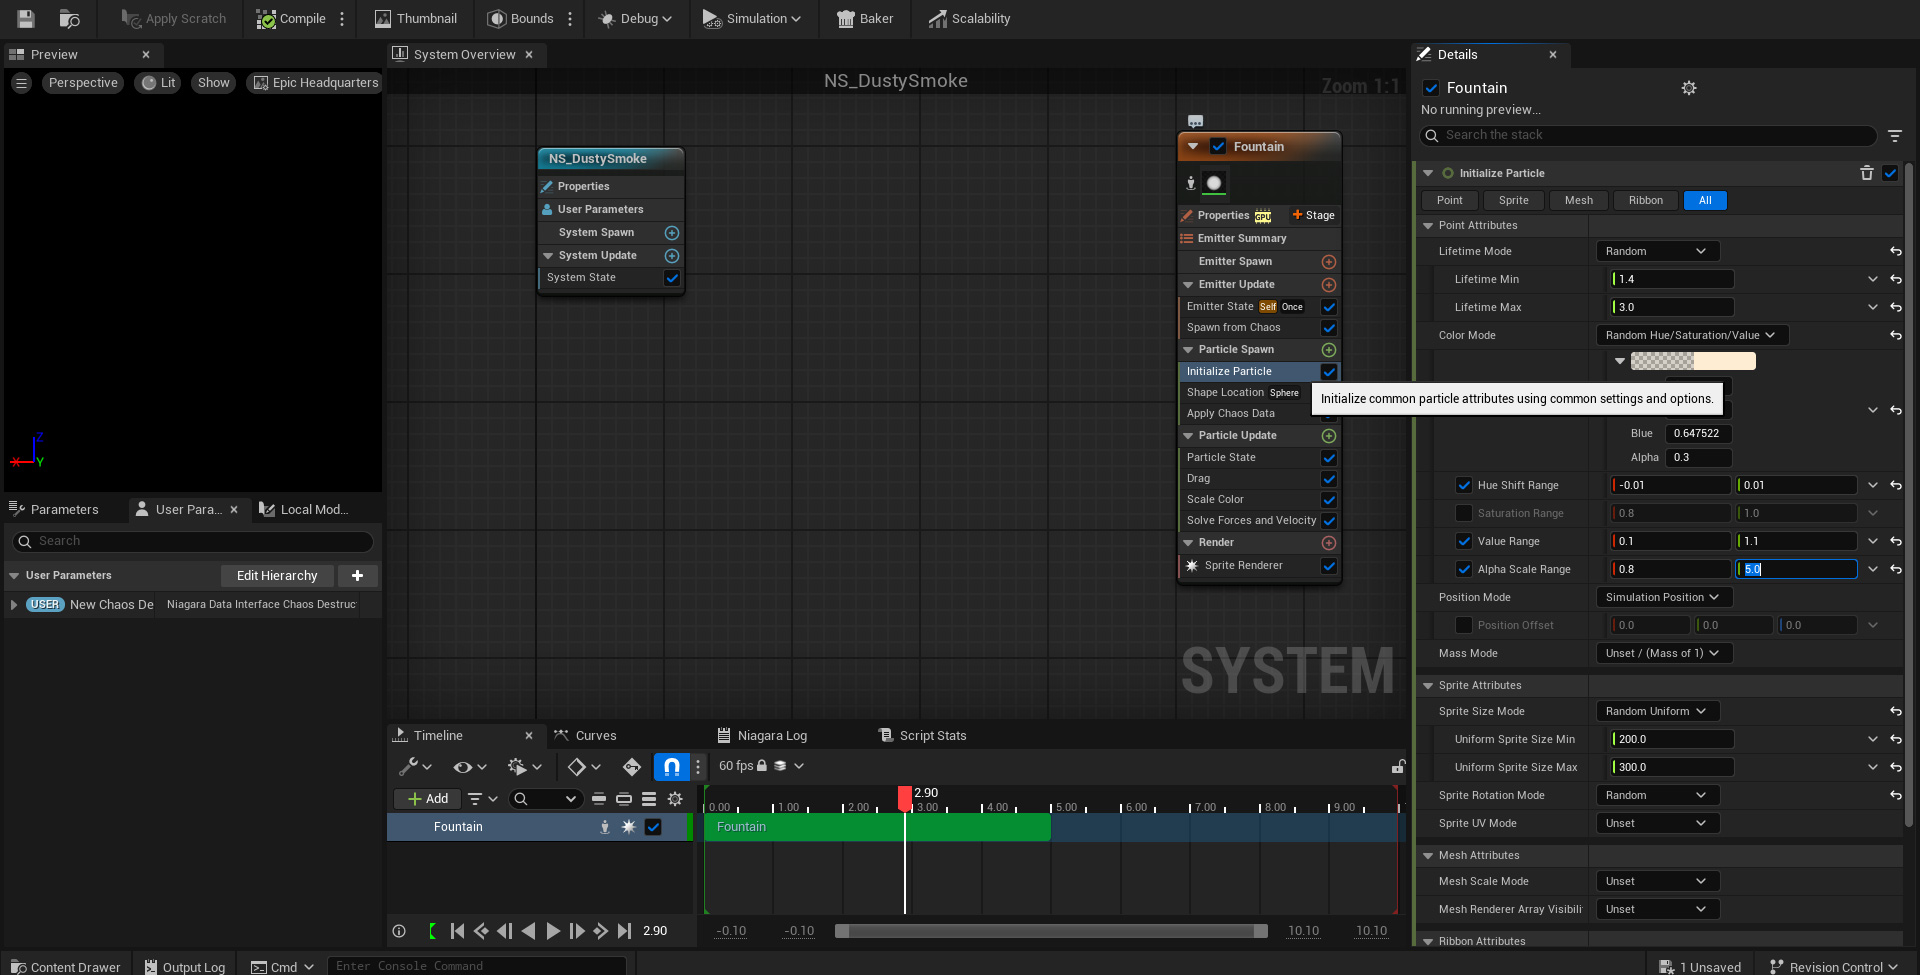 Apply Scratch
Compile
Thumbnail
Bounds
Debug
Simulation
Baker
Scalability
Preview
System Overview
Details
Perspective
Lit
Show
Epic Headquarters
NS_DustySmoke
Zoom 1:1
Fountain
No running preview...
Search the stack
NS_DustySmoke
Properties
User Parameters
System Spawn
System Update
System State
Fountain
Properties
GPU
Stage
Emitter Summary
Emitter Spawn
Emitter Update
Emitter State Self Once
Spawn from Chaos
Particle Spawn
Initialize Particle
Shape Location Sphere
Apply Chaos Data
Particle Update
Particle State
Drag
Scale Color
Solve Forces and Velocity
Render
Sprite Renderer
SYSTEM
Initialize common particle attributes using common settings and options.
Initialize Particle
Point
Sprite
Mesh
Ribbon
All
Point Attributes
Lifetime Mode Random
Lifetime Min 1.4
Lifetime Max 3.0
Color Mode Random Hue/Saturation/Value
Blue 0.647522
Alpha 0.3
Hue Shift Range -0.01 0.01
Saturation Range 0.8 1.0
Value Range 0.1 1.1
Alpha Scale Range 0.8 5.0
Position Mode Simulation Position
Position Offset 0.0 0.0 0.0
Mass Mode Unset / (Mass of 1)
Sprite Attributes
Sprite Size Mode Random Uniform
Uniform Sprite Size Min 200.0
Uniform Sprite Size Max 300.0
Sprite Rotation Mode Random
Sprite UV Mode Unset
Mesh Attributes
Mesh Scale Mode Unset
Mesh Renderer Array Visibili Unset
Ribbon Attributes
Z
X
Y
Parameters
User Para...
Local Mod...
Search
User Parameters
Edit Hierarchy
USER New Chaos De
Niagara Data Interface Chaos Destruc
Timeline
Curves
Niagara Log
Script Stats
60 fps
Add
2.90
0.00 1.00 2.00 3.00 4.00 5.00 6.00 7.00 8.00 9.00
Fountain
Fountain
2.90
-0.10
-0.10
10.10
10.10
Content Drawer
Output Log
Cmd
Enter Console Command
1 Unsaved
Revision Control